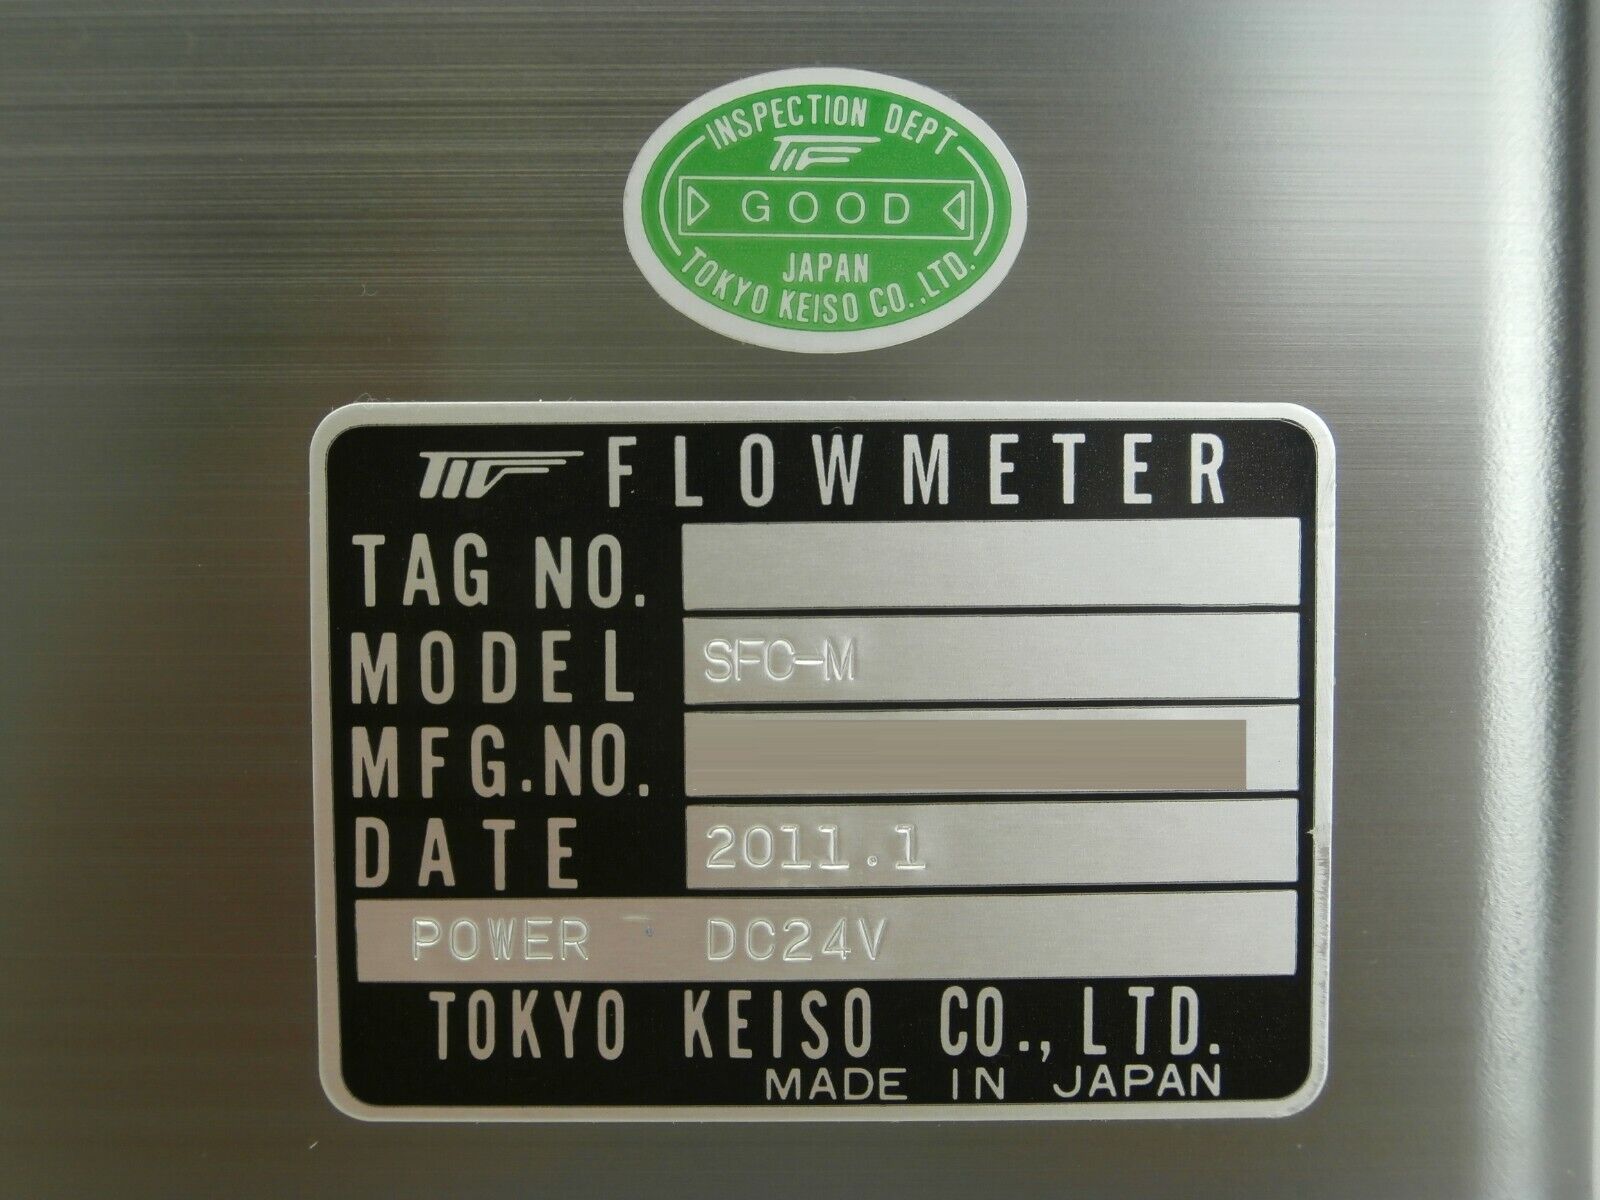 INSPECTION DEPT
TIF
GOOD
JAPAN
TOKYO KEISO CO.,LTD.
FLOWMETER
TAG NO.
MODEL SFC-M
MFG.NO.
DATE 2011.1
POWER DC24V
TOKYO KEISO CO., LTD.
MADE IN JAPAN